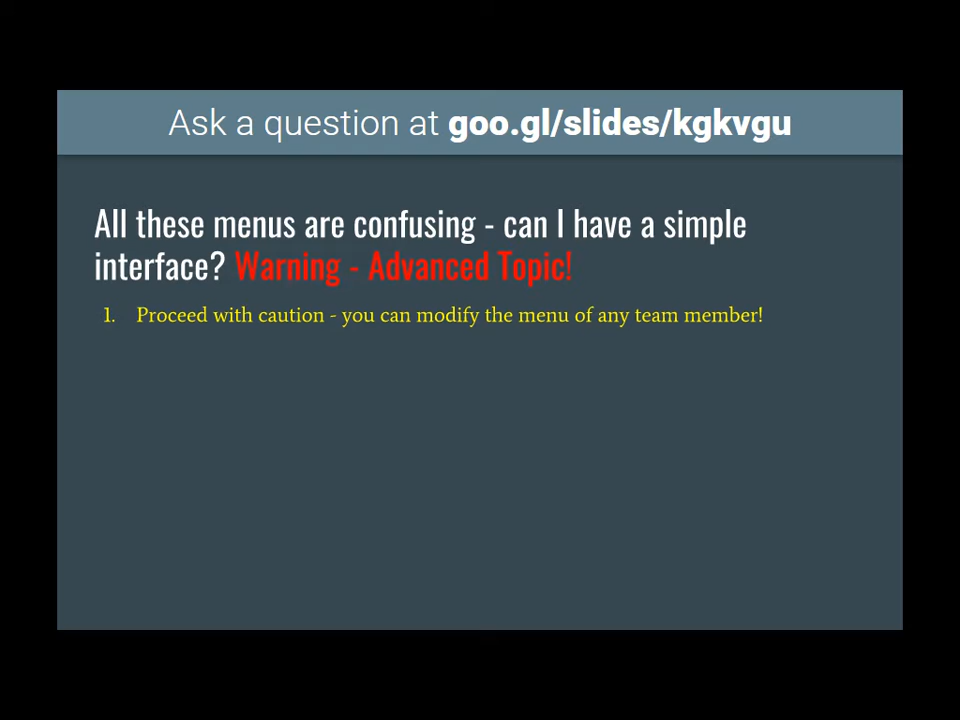 Ask a question at goo.gl/slides/kgkvgu
All these menus are confusing - can I have a simple
interface? Warning - Advanced Topic!
1. Proceed with caution - you can modify the menu of any team member!